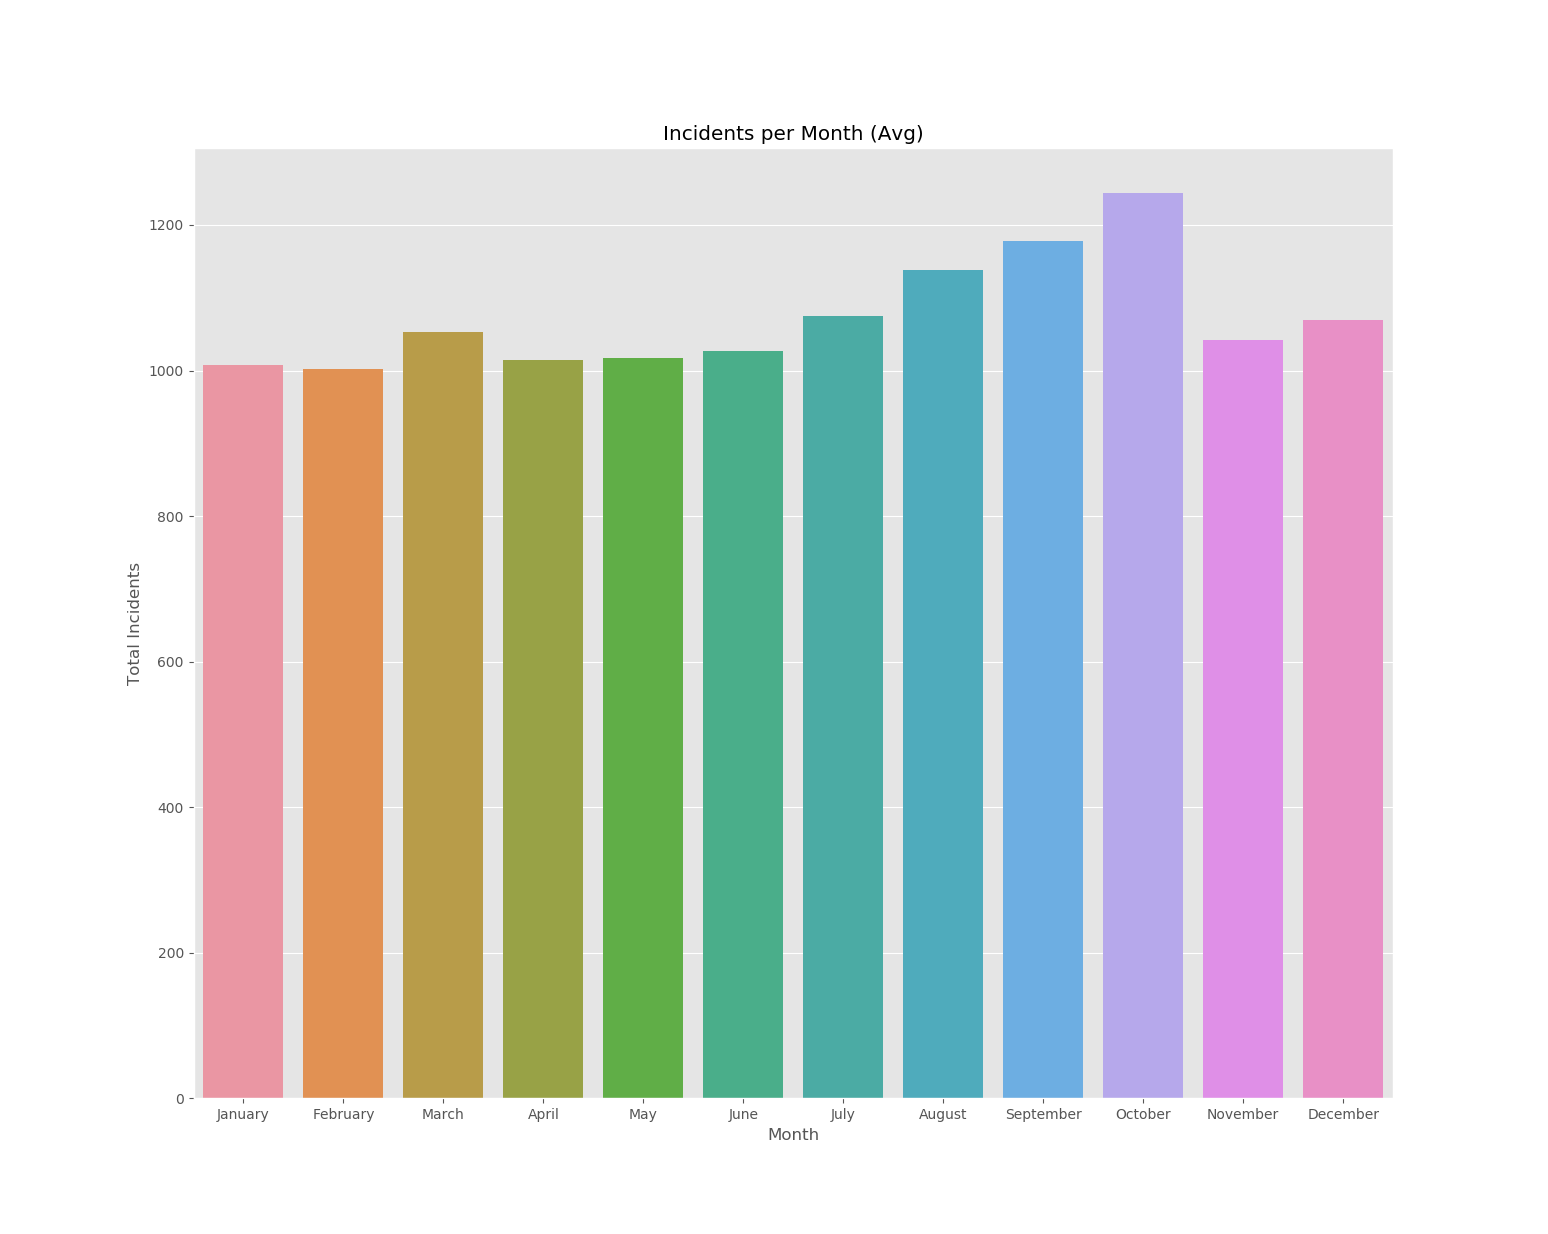 Incidents per Month (Avg)
1200
1000
800
600
400
200
0
Total Incidents
January February March April May June July August September October November December
Month